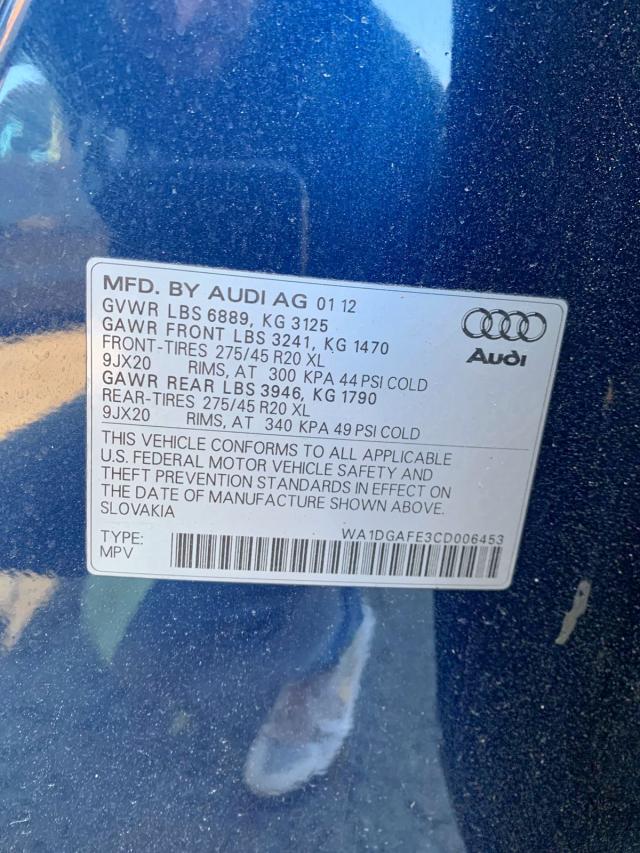 MFD. BY AUDI AG 01 12
GVWR LBS 6889, KG 3125
GAWR FRONT LBS 3241, KG 1470
FRONT-TIRES 275/45 R20 XL
9JX20 RIMS, AT 300 KPA 44 PSI COLD
GAWR REAR LBS 3946, KG 1790
REAR-TIRES 275/45 R20 XL
9JX20 RIMS, AT 340 KPA 49 PSI COLD
Audi
THIS VEHICLE CONFORMS TO ALL APPLICABLE
U.S. FEDERAL MOTOR VEHICLE SAFETY AND
THEFT PREVENTION STANDARDS IN EFFECT ON
THE DATE OF MANUFACTURE SHOWN ABOVE.
SLOVAKIA
TYPE: WA1DGAFE3CD006453
MPV